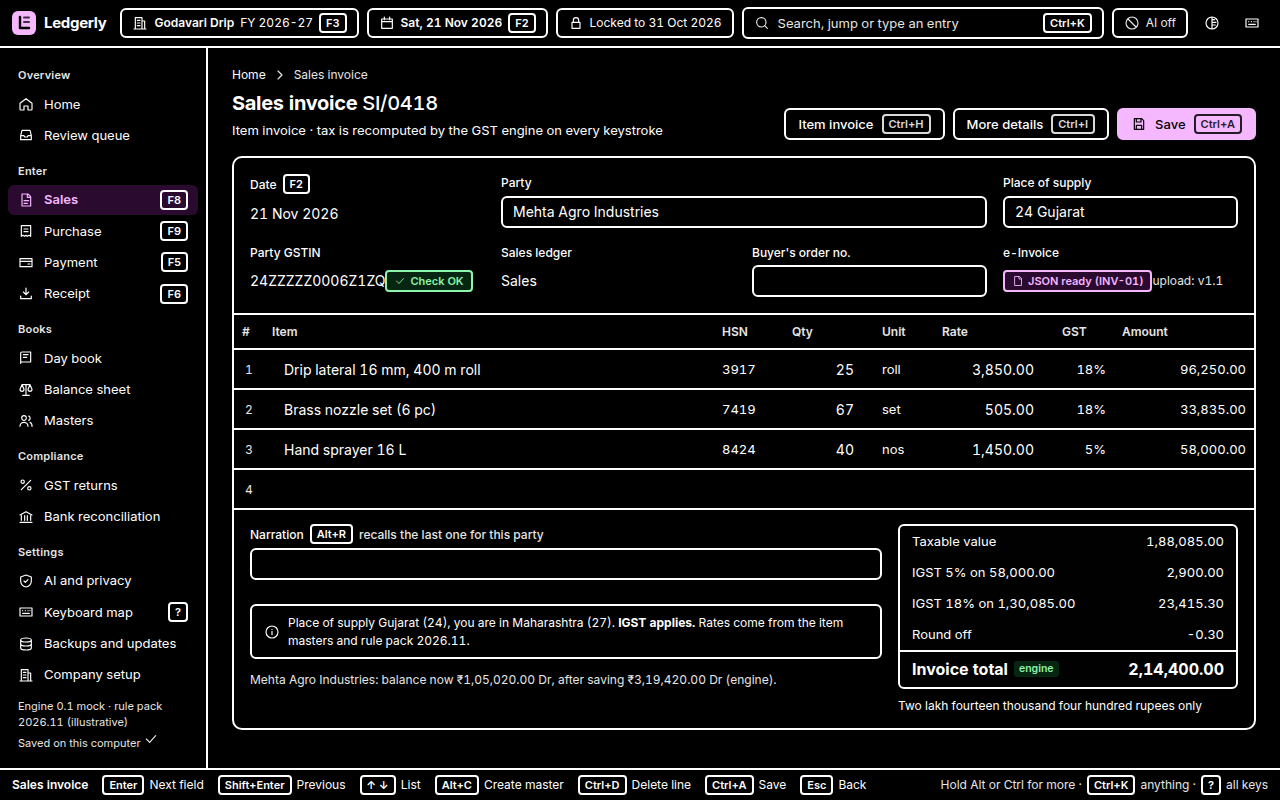 Ledgerly
Godavari Drip FY 2026-27 F3
Sat, 21 Nov 2026 F2
Locked to 31 Oct 2026
Search, jump or type an entry Ctrl+K
AI off
Overview
Home
Review queue
Enter
Sales F8
Purchase F9
Payment F5
Receipt F6
Books
Day book
Balance sheet
Masters
Compliance
GST returns
Bank reconciliation
Settings
AI and privacy
Keyboard map ?
Backups and updates
Company setup
Engine 0.1 mock · rule pack
2026.11 (illustrative)
Saved on this computer
Home > Sales invoice
Sales invoice SI/0418
Item invoice · tax is recomputed by the GST engine on every keystroke
Item invoice Ctrl+H
More details Ctrl+I
Save Ctrl+A
Date F2
21 Nov 2026
Party
Mehta Agro Industries
Place of supply
24 Gujarat
Party GSTIN
24ZZZZZ0006Z1ZQ Check OK
Sales ledger
Sales
Buyer's order no.
e-Invoice
JSON ready (INV-01) upload: v1.1
# Item HSN Qty Unit Rate GST Amount
1 Drip lateral 16 mm, 400 m roll 3917 25 roll 3,850.00 18% 96,250.00
2 Brass nozzle set (6 pc) 7419 67 set 505.00 18% 33,835.00
3 Hand sprayer 16 L 8424 40 nos 1,450.00 5% 58,000.00
4
Narration Alt+R recalls the last one for this party
Place of supply Gujarat (24), you are in Maharashtra (27). IGST applies. Rates come from the item
masters and rule pack 2026.11.
Mehta Agro Industries: balance now ₹1,05,020.00 Dr, after saving ₹3,19,420.00 Dr (engine).
Taxable value 1,88,085.00
IGST 5% on 58,000.00 2,900.00
IGST 18% on 1,30,085.00 23,415.30
Round off -0.30
Invoice total engine 2,14,400.00
Two lakh fourteen thousand four hundred rupees only
Sales invoice Enter Next field Shift+Enter Previous ↑↓ List Alt+C Create master Ctrl+D Delete line Ctrl+A Save Esc Back
Hold Alt or Ctrl for more · Ctrl+K anything · ? all keys